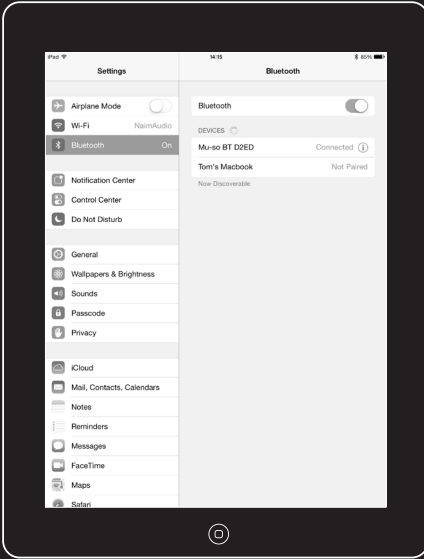 iPad 14:15 85%
Settings
Bluetooth
Airplane Mode
Wi-Fi NaimAudio
Bluetooth On
Notification Center
Control Center
Do Not Disturb
General
Wallpapers & Brightness
Sounds
Passcode
Privacy
iCloud
Mail, Contacts, Calendars
Notes
Reminders
Messages
FaceTime
Maps
Safari
Bluetooth
DEVICES
Mu-so BT D2ED Connected
Tom's Macbook Not Paired
Now Discoverable